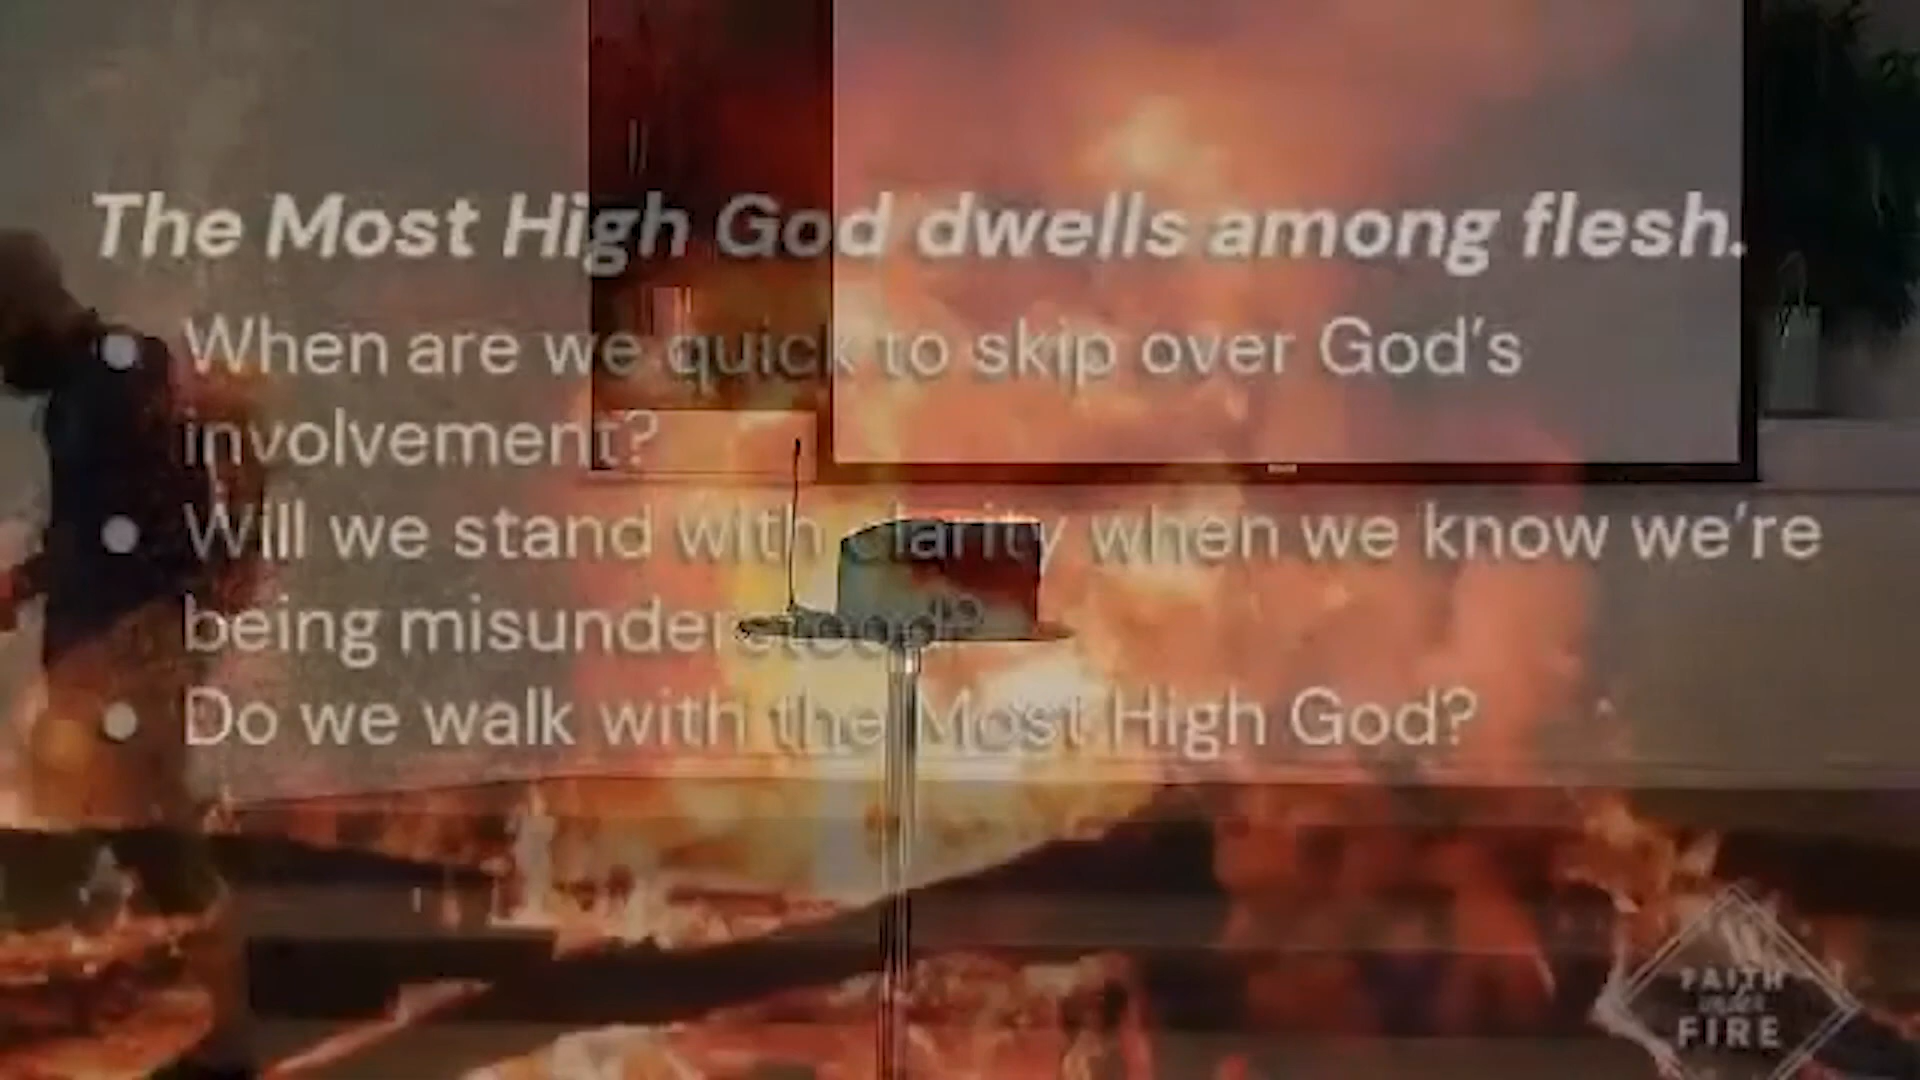 The Most High God dwells among flesh.
• When are we quick to skip over God's
involvement?
• Will we stand with clarity when we know we're
being misunderstood?
• Do we walk with the Most High God?
FAITH
under
FIRE